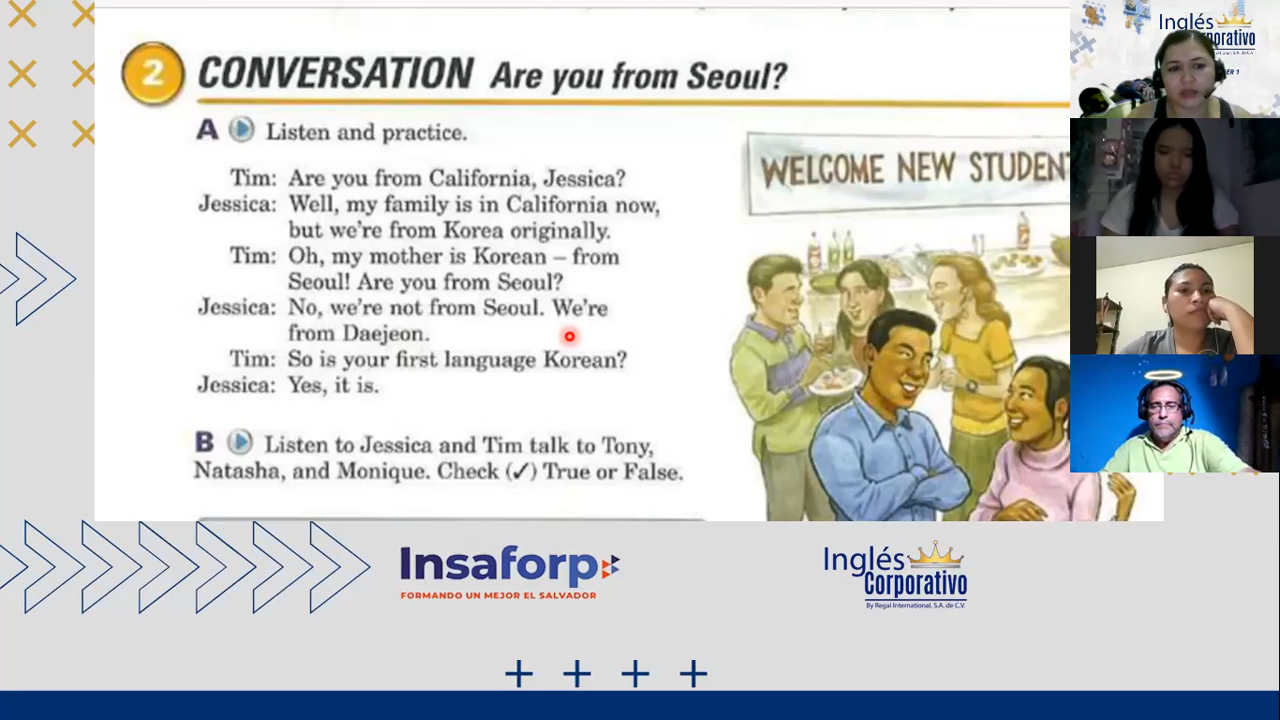 2 CONVERSATION Are you from Seoul?
A Listen and practice.
Tim: Are you from California, Jessica?
Jessica: Well, my family is in California now,
but we're from Korea originally.
Tim: Oh, my mother is Korean – from
Seoul! Are you from Seoul?
Jessica: No, we're not from Seoul. We're
from Daejeon.
Tim: So is your first language Korean?
Jessica: Yes, it is.
B Listen to Jessica and Tim talk to Tony,
Natasha, and Monique. Check (✓) True or False.
WELCOME NEW STUDENT
Insaforp
FORMANDO UN MEJOR EL SALVADOR
Inglés
Corporativo
By Regal International, S.A. de C.V.
Inglés